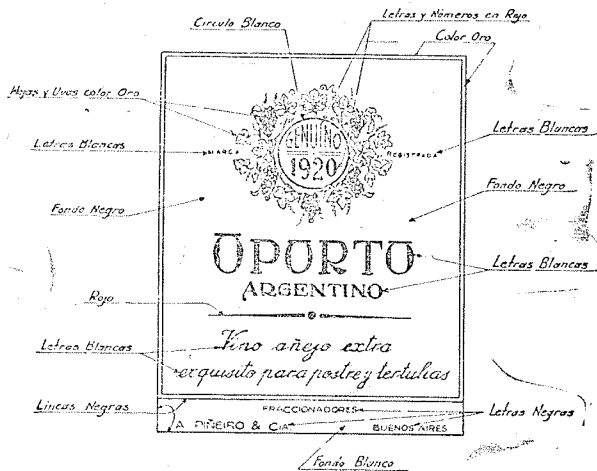 Circulo Blanco
Letras y Números en Rojo
Color Oro
Hojas y Uvas color Oro
Letras Blancas
MARCA
GENUINO
1920
REGISTRADA
Letras Blancas
Fondo Negro
Fondo Negro
OPORTO
ARGENTINO
Letras Blancas
Rojo
Letras Blancas
Vino añejo extra
exquisito para postre y tertulias
Lineas Negras
FRACCIONADORES
A PIÑEIRO & CIA
BUENOS AIRES
Letras Negras
Fondo Blanco